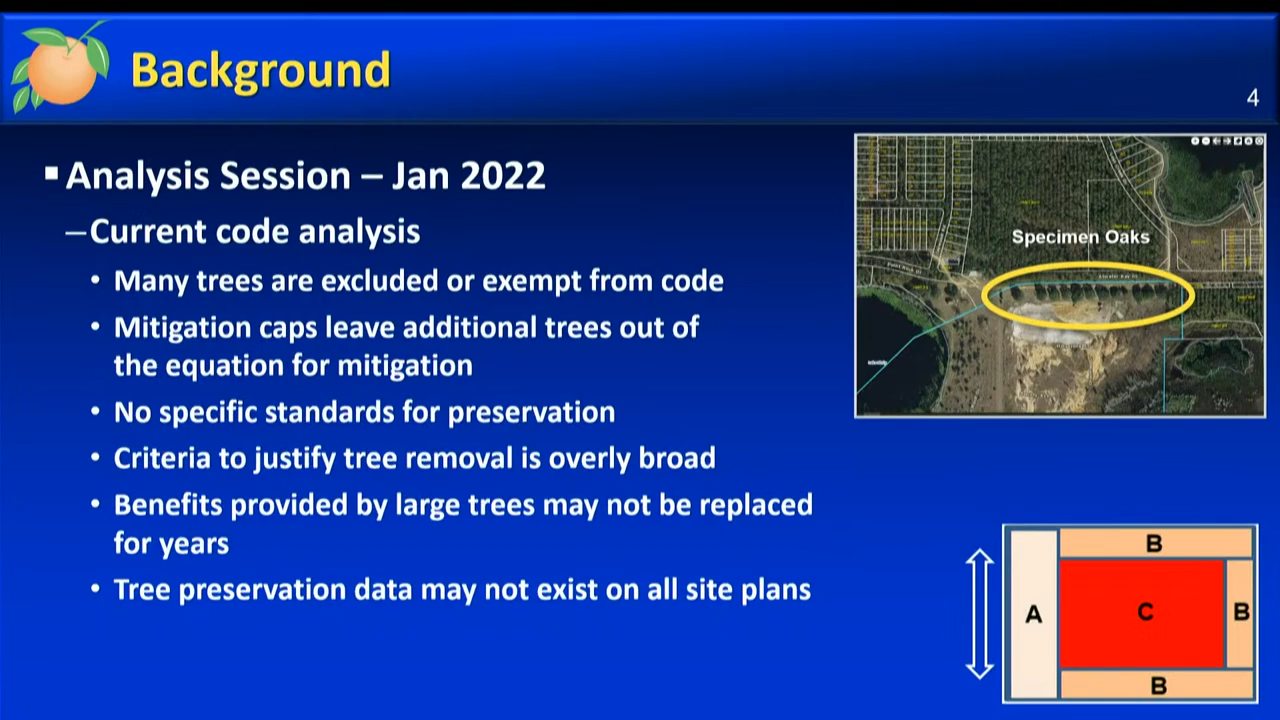 Background
4
▪Analysis Session – Jan 2022
–Current code analysis
• Many trees are excluded or exempt from code
• Mitigation caps leave additional trees out of
the equation for mitigation
• No specific standards for preservation
• Criteria to justify tree removal is overly broad
• Benefits provided by large trees may not be replaced
for years
• Tree preservation data may not exist on all site plans
Specimen Oaks
B
A
C
B
B